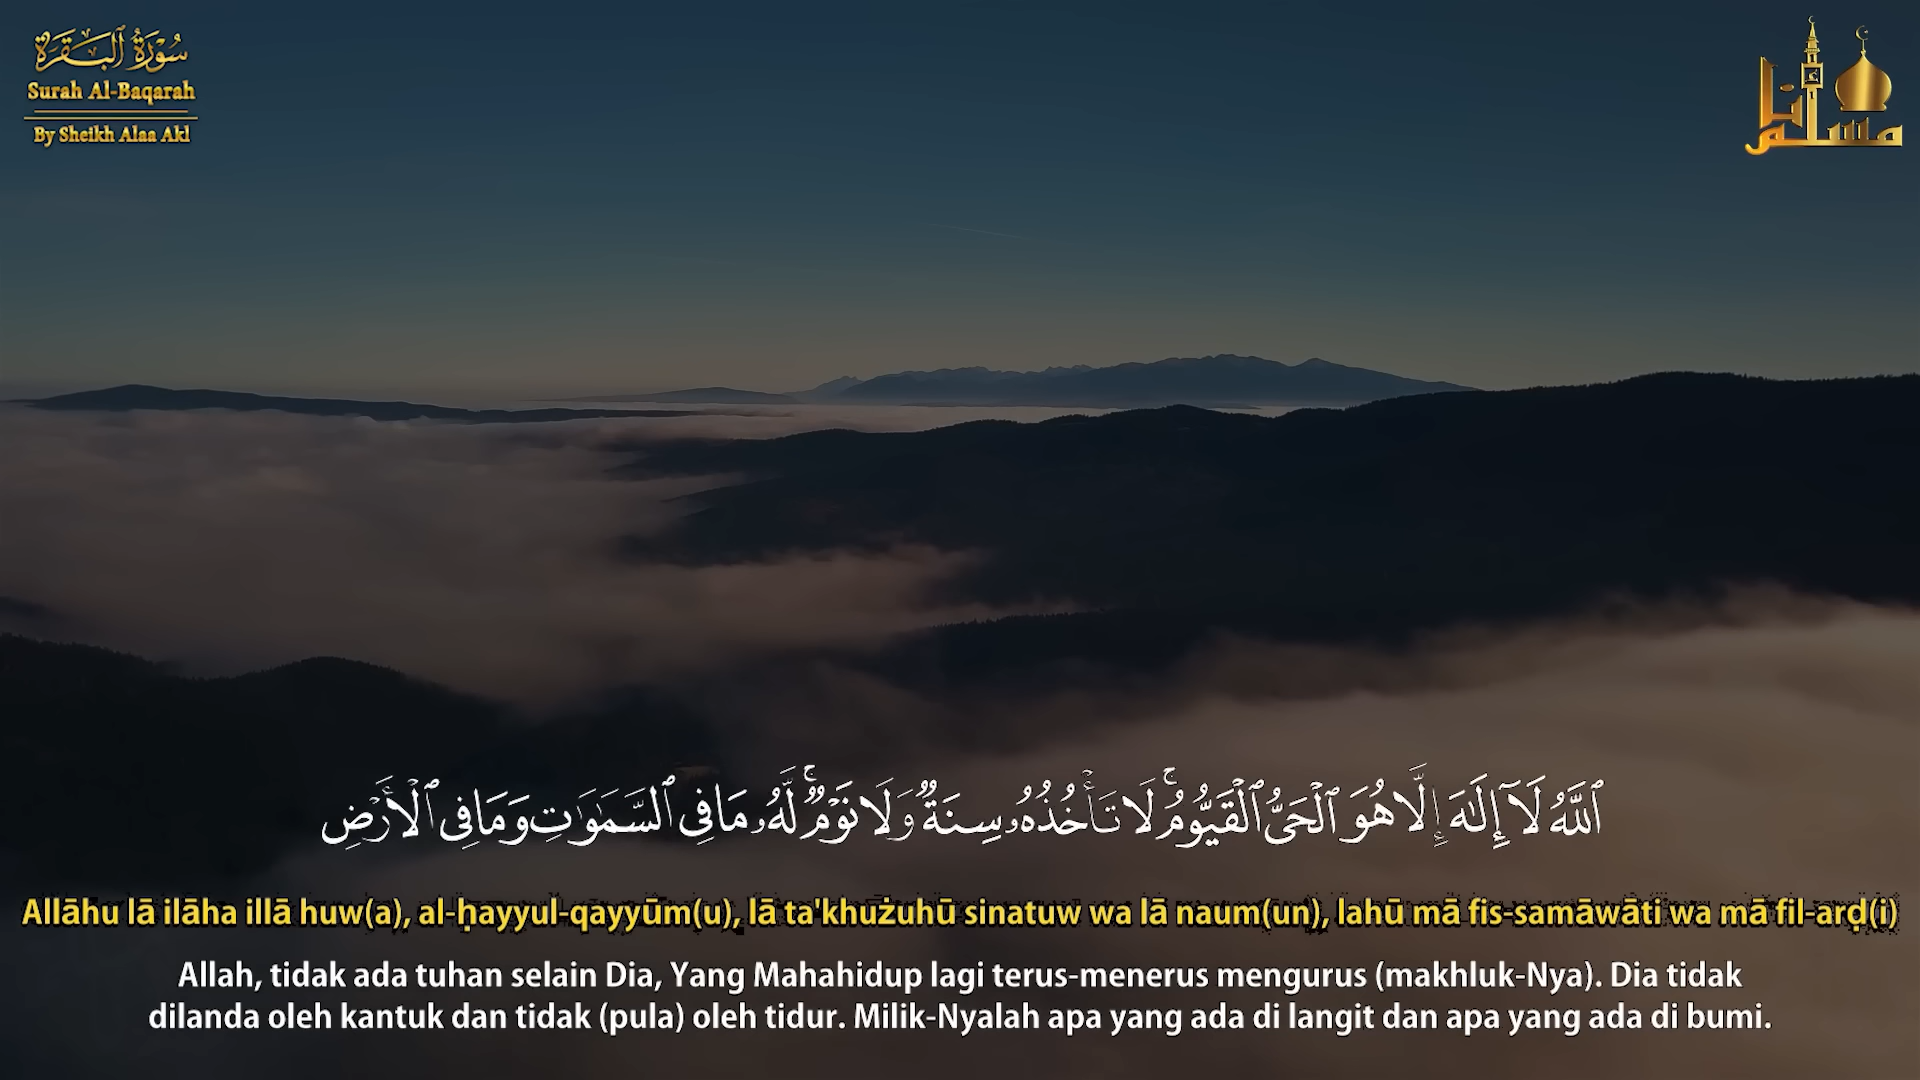 سُورَةُ ٱلْبَقَرَةِ
Surah Al-Baqarah
By Sheikh Alaa Akl
أنا
مسلم
ٱللَّهُ لَآ إِلَٰهَ إِلَّا هُوَ ٱلْحَىُّ ٱلْقَيُّومُ ۚ لَا تَأْخُذُهُۥ سِنَةٌ وَلَا نَوْمٌ ۚ لَّهُۥ مَا فِى ٱلسَّمَٰوَٰتِ وَمَا فِى ٱلْأَرْضِ
Allāhu lā ilāha illā huw(a), al-ḥayyul-qayyūm(u), lā ta'khużuhū sinatuw wa lā naum(un), lahū mā fis-samāwāti wa mā fil-arḍ(i)
Allah, tidak ada tuhan selain Dia, Yang Mahahidup lagi terus-menerus mengurus (makhluk-Nya). Dia tidak
dilanda oleh kantuk dan tidak (pula) oleh tidur. Milik-Nyalah apa yang ada di langit dan apa yang ada di bumi.